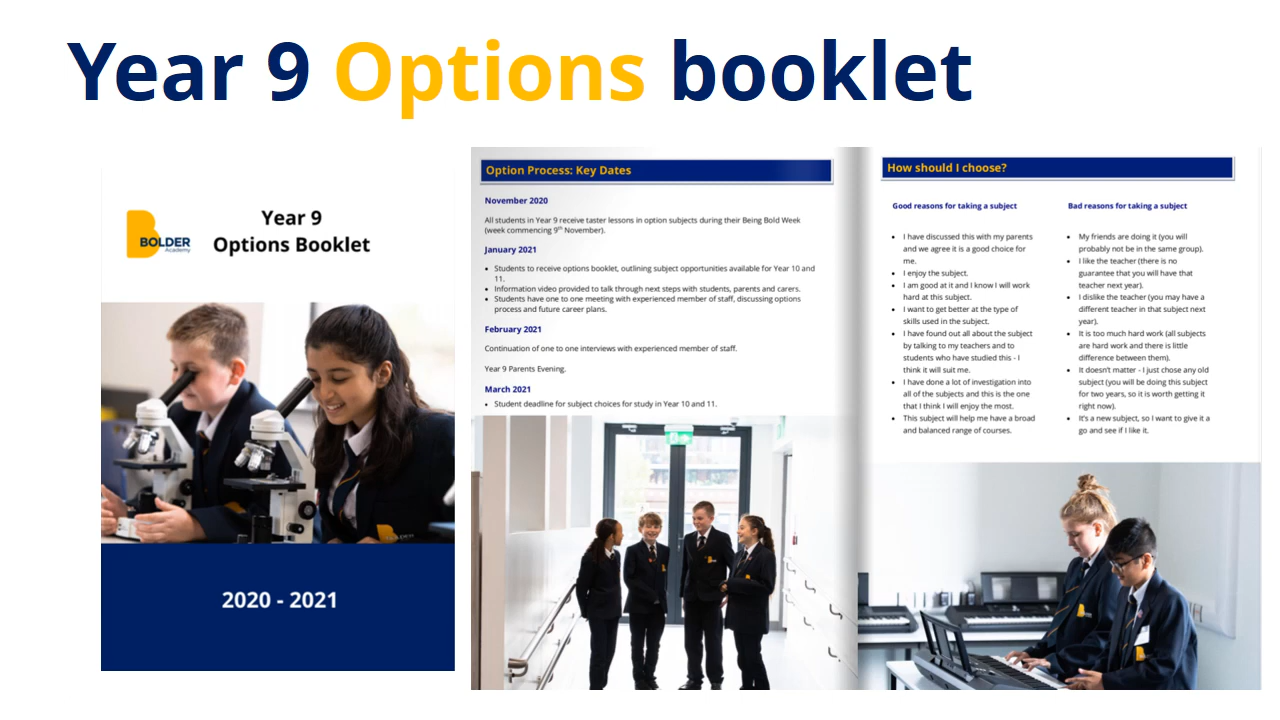 Year 9 Options booklet
BOLDER
Academy
Year 9
Options Booklet
2020 - 2021
Option Process: Key Dates
November 2020
All students in Year 9 receive taster lessons in option subjects during their Being Bold Week
(week commencing 9th November).
January 2021
• Students to receive options booklet, outlining subject opportunities available for Year 10 and
11.
• Information video provided to talk through next steps with students, parents and carers.
• Students have one to one meeting with experienced member of staff, discussing options
process and future career plans.
February 2021
Continuation of one to one interviews with experienced member of staff.
Year 9 Parents Evening.
March 2021
• Student deadline for subject choices for study in Year 10 and 11.
How should I choose?
Good reasons for taking a subject
• I have discussed this with my parents
and we agree it is a good choice for
me.
• I enjoy the subject.
• I am good at it and I know I will work
hard at this subject.
• I want to get better at the type of
skills used in the subject.
• I have found out all about the subject
by talking to my teachers and to
students who have studied this - I
think it will suit me.
• I have done a lot of investigation into
all of the subjects and this is the one
that I think I will enjoy the most.
• This subject will help me have a broad
and balanced range of courses.
Bad reasons for taking a subject
• My friends are doing it (you will
probably not be in the same group).
• I like the teacher (there is no
guarantee that you will have that
teacher next year).
• I dislike the teacher (you may have a
different teacher in that subject next
year).
• It is too much hard work (all subjects
are hard work and there is little
difference between them).
• It doesn't matter - I just chose any old
subject (you will be doing this subject
for two years, so it is worth getting it
right now).
• It's a new subject, so I want to give it a
go and see if I like it.